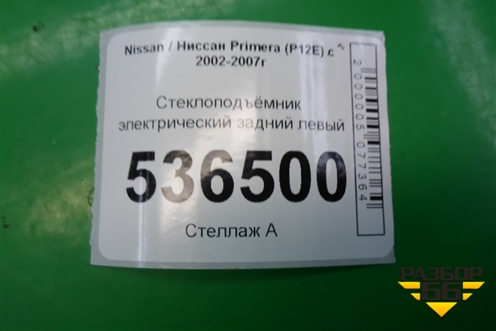 Nissan / Ниссан Primera (P12E) с
2002-2007г
Стеклоподъёмник
электрический задний левый
536500
Стеллаж А
2000005077364
РАЗБОР
66